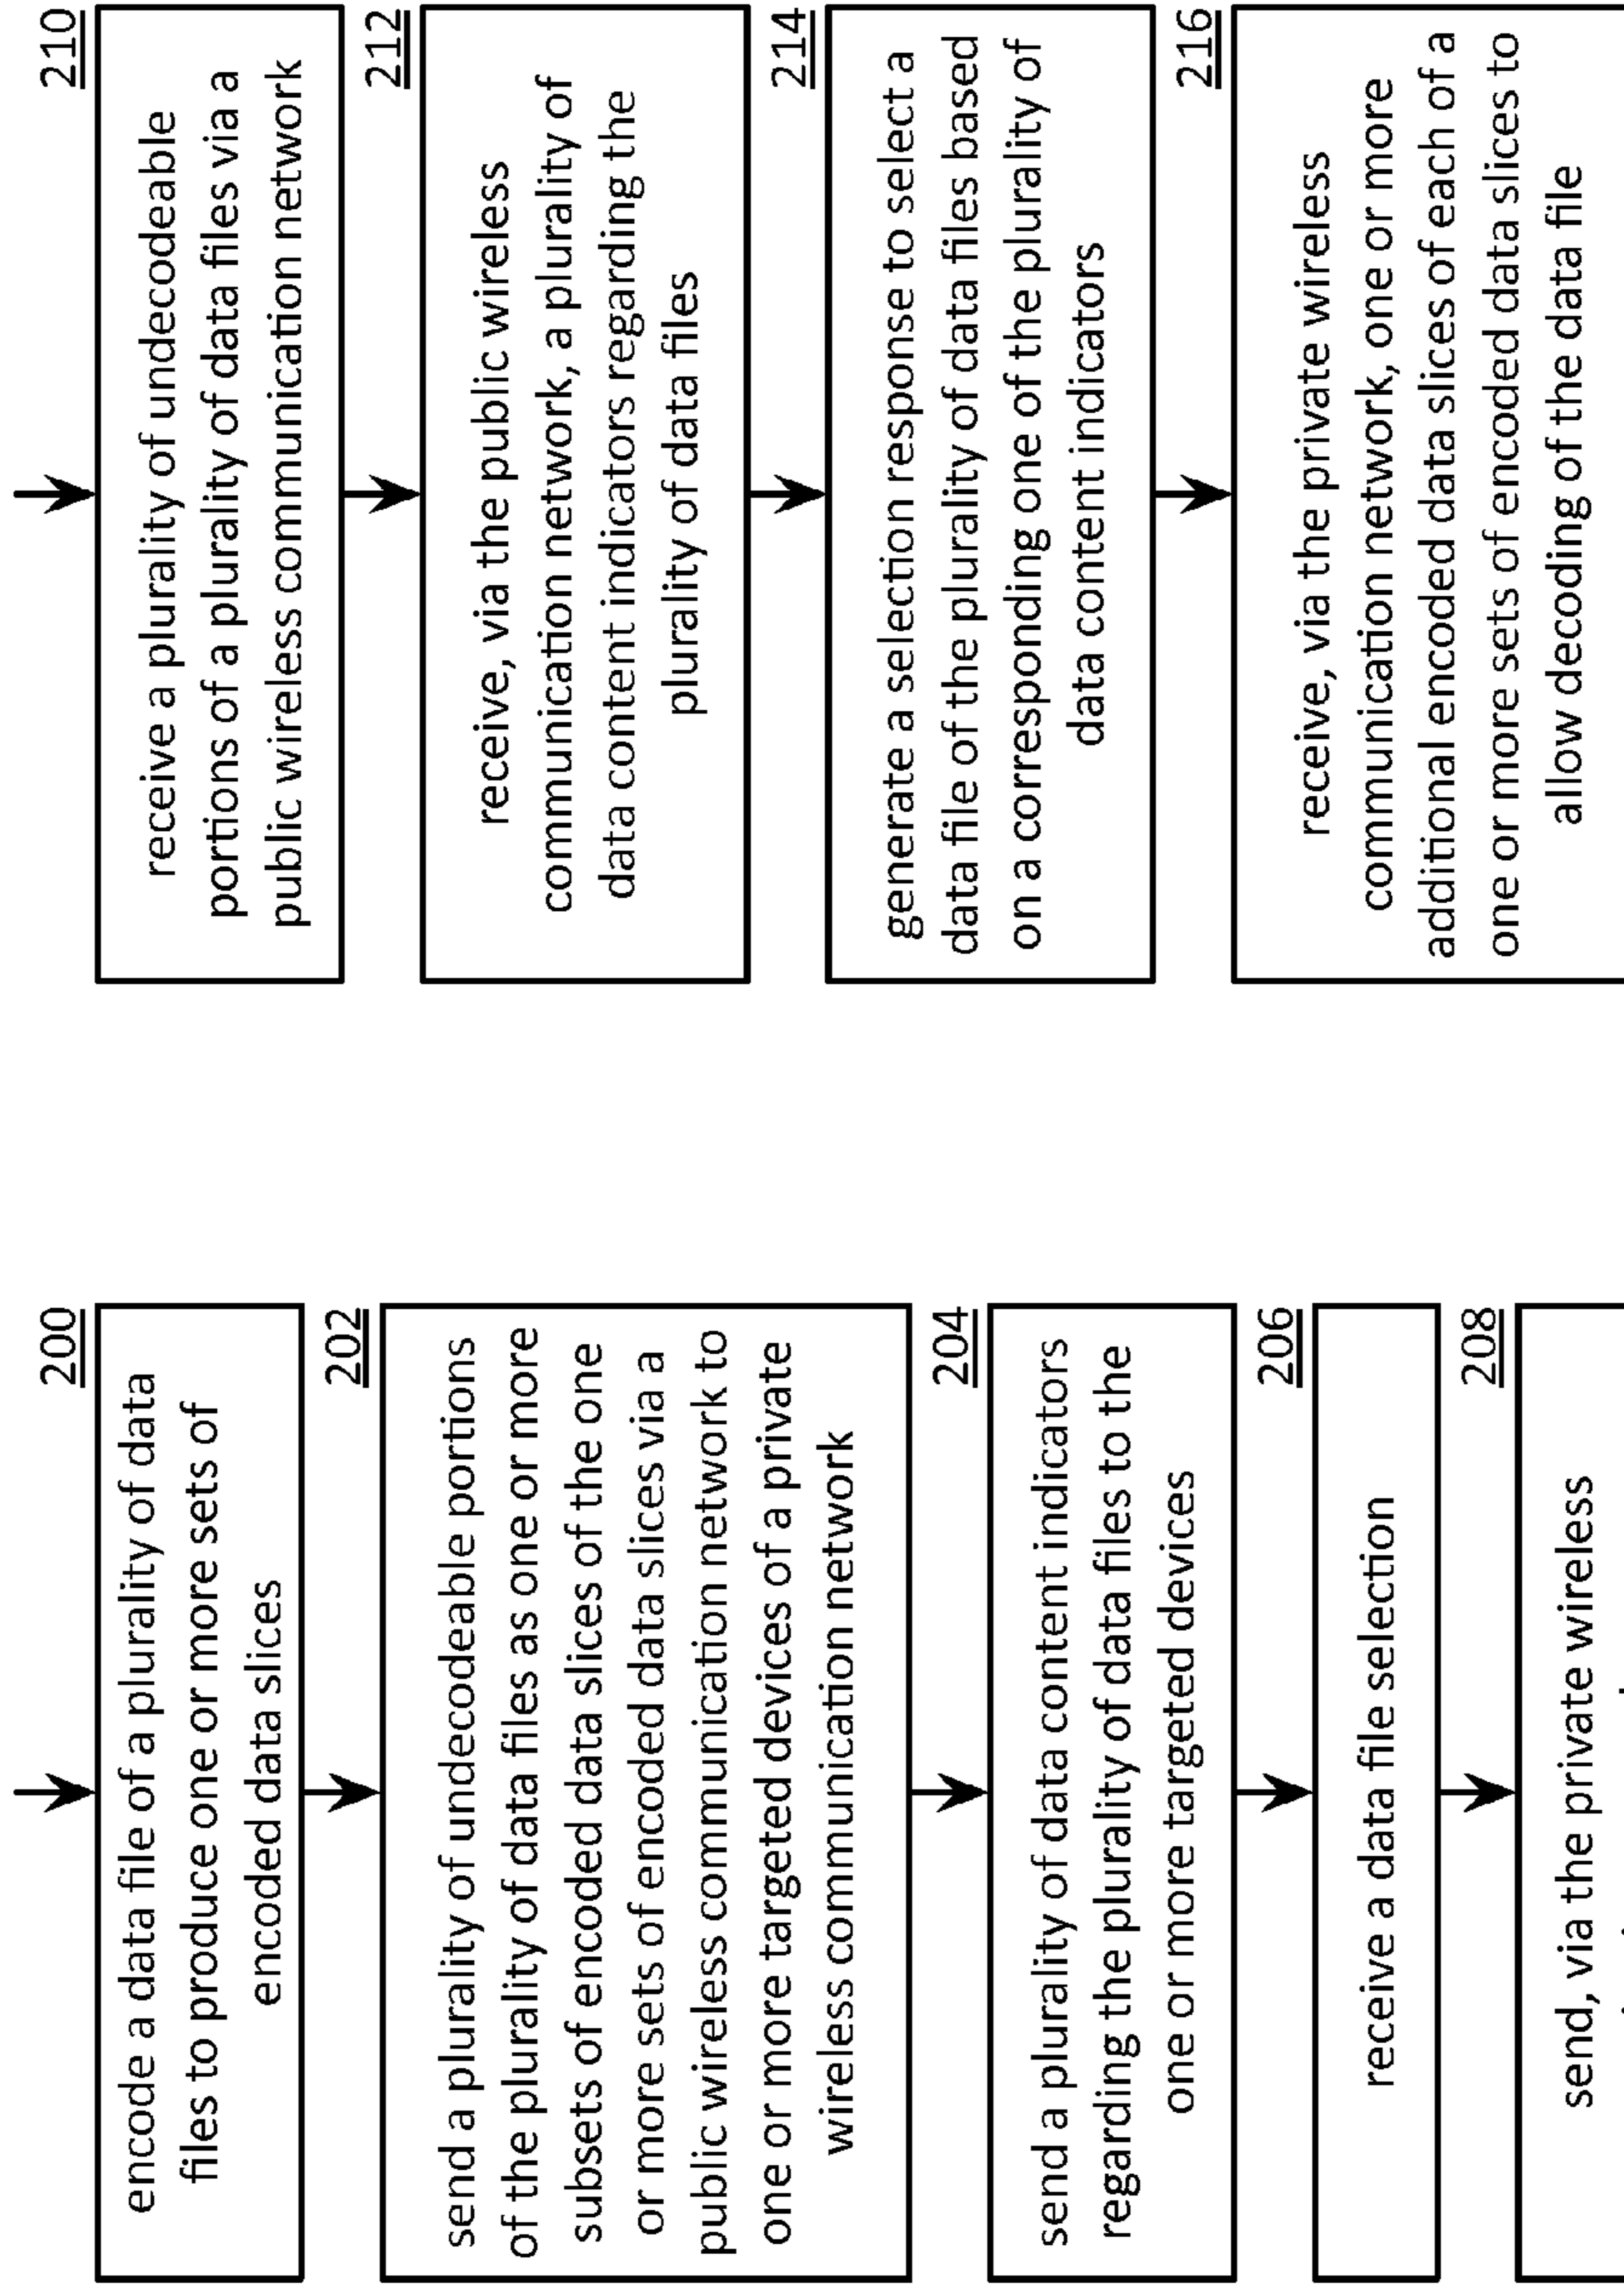 200
encode a data file of a plurality of data
files to produce one or more sets of
encoded data slices
202
send a plurality of undecodable portions
of the plurality of data files as one or more
subsets of encoded data slices of the one
or more sets of encoded data slices via a
public wireless communication network to
one or more targeted devices of a private
wireless communication network
204
send a plurality of data content indicators
regarding the plurality of data files to the
one or more targeted devices
206
receive a data file selection
208
send, via the private wireless
210
receive a plurality of undecodeable
portions of a plurality of data files via a
public wireless communication network
212
receive, via the public wireless
communication network, a plurality of
data content indicators regarding the
plurality of data files
214
generate a selection response to select a
data file of the plurality of data files based
on a corresponding one of the plurality of
data content indicators
216
receive, via the private wireless
communication network, one or more
additional encoded data slices of each of a
one or more sets of encoded data slices to
allow decoding of the data file